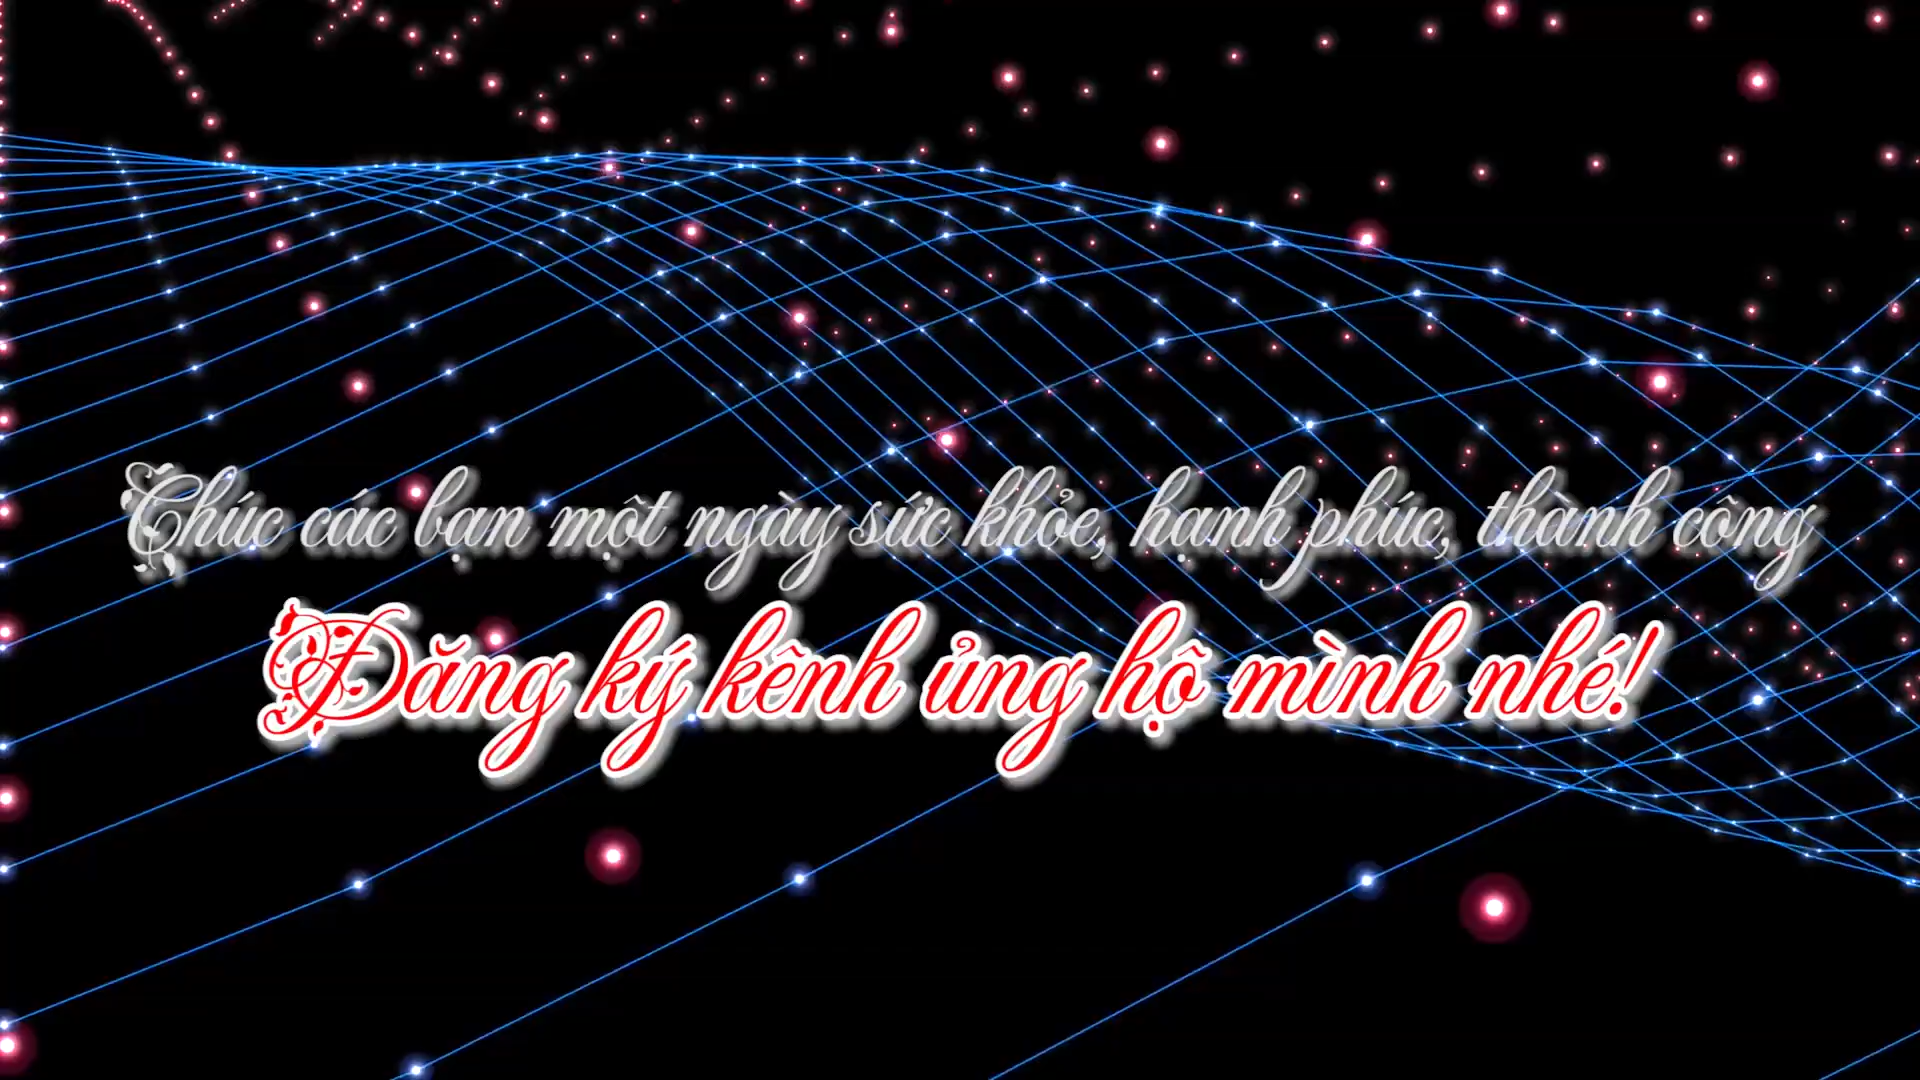 Chúc các bạn một ngày sức khỏe, hạnh phúc, thành công
Đăng ký kênh ủng hộ mình nhé!